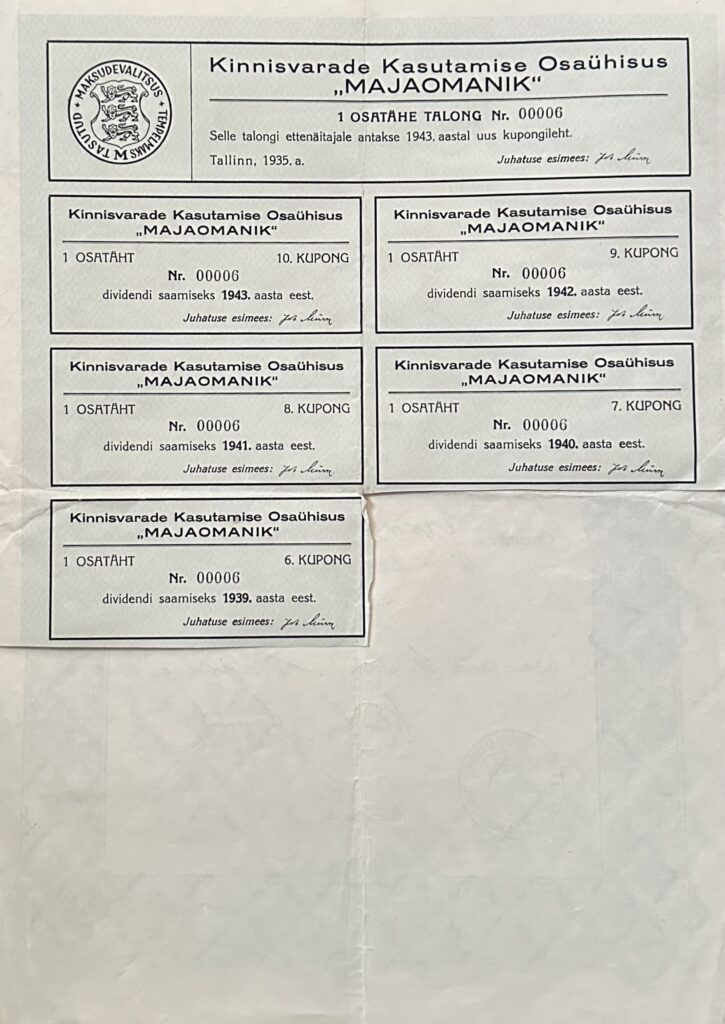 MAKSUDEVALITSUS + TEMPELMAKS TASUTUD +
M
Kinnisvarade Kasutamise Osaühisus
„MAJAOMANIK“
1 OSATÄHE TALONG Nr. 00006
Selle talongi ettenäitajale antakse 1943. aastal uus kupongileht.
Tallinn, 1935. a.
Juhatuse esimees:
Kinnisvarade Kasutamise Osaühisus
„MAJAOMANIK“
1 OSATÄHT 10. KUPONG
Nr. 00006
dividendi saamiseks 1943. aasta eest.
Juhatuse esimees:
Kinnisvarade Kasutamise Osaühisus
„MAJAOMANIK“
1 OSATÄHT 9. KUPONG
Nr. 00006
dividendi saamiseks 1942. aasta eest.
Juhatuse esimees:
Kinnisvarade Kasutamise Osaühisus
„MAJAOMANIK“
1 OSATÄHT 8. KUPONG
Nr. 00006
dividendi saamiseks 1941. aasta eest.
Juhatuse esimees:
Kinnisvarade Kasutamise Osaühisus
„MAJAOMANIK“
1 OSATÄHT 7. KUPONG
Nr. 00006
dividendi saamiseks 1940. aasta eest.
Juhatuse esimees:
Kinnisvarade Kasutamise Osaühisus
„MAJAOMANIK“
1 OSATÄHT 6. KUPONG
Nr. 00006
dividendi saamiseks 1939. aasta eest.
Juhatuse esimees: